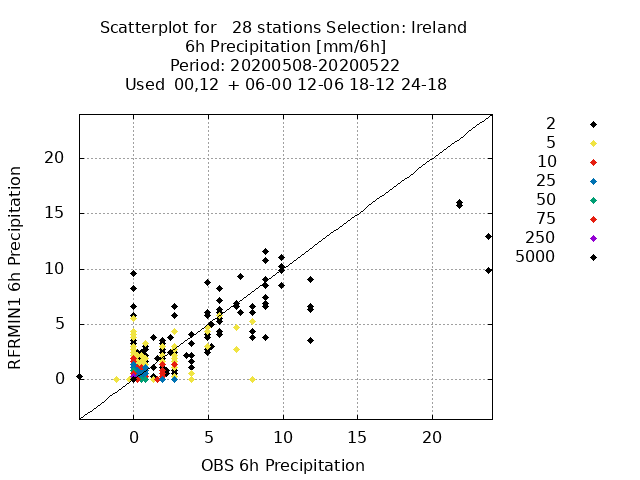 Scatterplot for   28 stations Selection: Ireland
6h Precipitation [mm/6h]
Period: 20200508-20200522
Used  00,12  + 06-00 12-06 18-12 24-18
2
5
10
25
50
75
250
5000
RFRMIN1 6h Precipitation
20
15
10
5
0
0 5 10 15 20
OBS 6h Precipitation